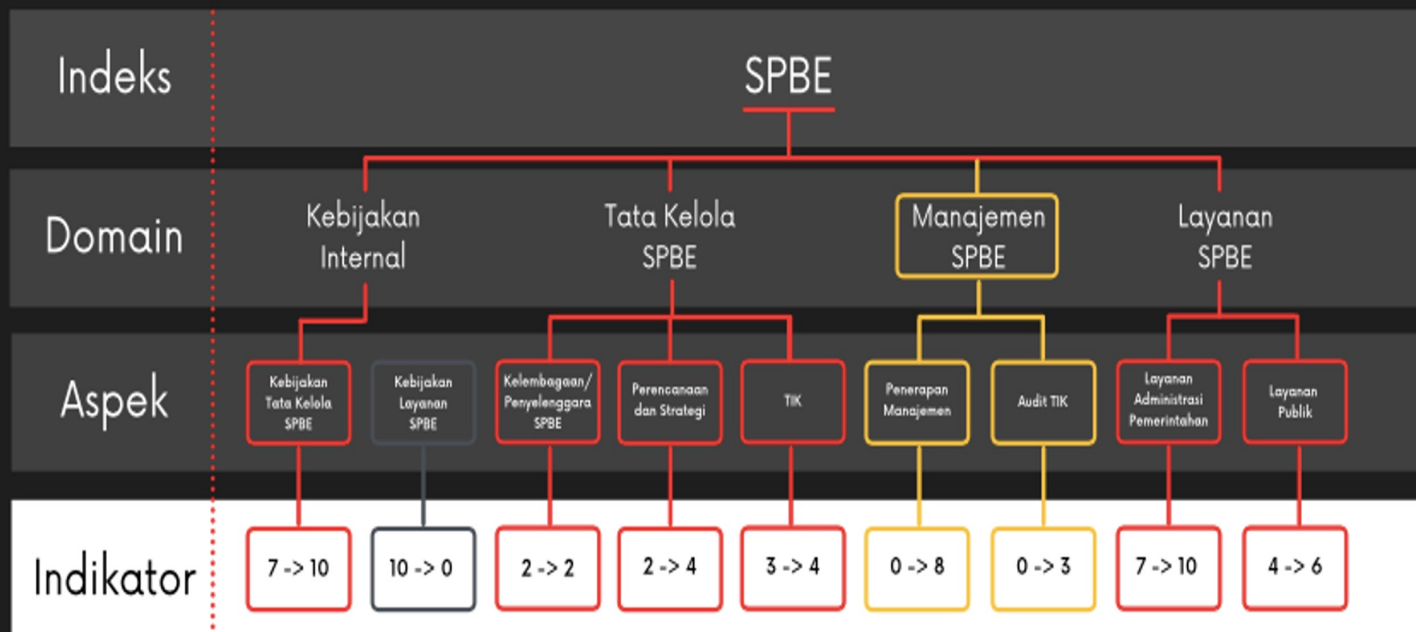 Indeks
SPBE
Domain
Kebijakan
Internal
Tata Kelola
SPBE
Manajemen
SPBE
Layanan
SPBE
Aspek
Kebijakan
Tata Kelola
SPBE
Kebijakan
Layanan
SPBE
Kelembagaan/
Penyelenggara
SPBE
Perencanaan
dan Strategi
TIK
Penerapan
Manajemen
Audit TIK
Layanan
Administrasi
Pemerintahan
Layanan
Publik
Indikator
7 -> 10
10 -> 0
2 -> 2
2 -> 4
3 -> 4
0 -> 8
0 -> 3
7 -> 10
4 -> 6